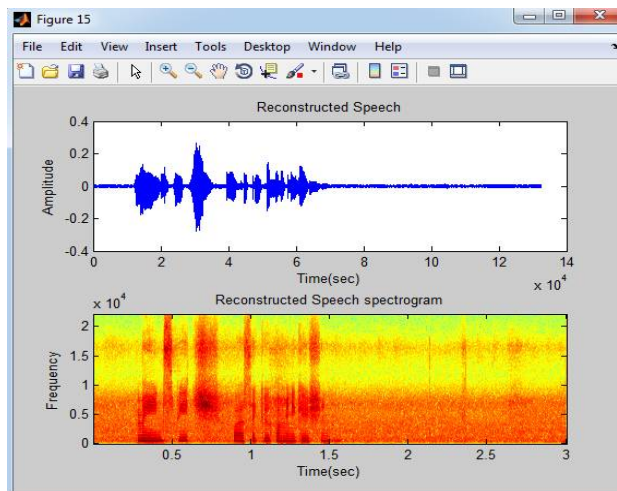 Figure 15
File Edit View Insert Tools Desktop Window Help
Reconstructed Speech
0.4
0.2
0
-0.2
-0.4
Amplitude
0 2 4 6 8 10 12 14
x 10^4
Time(sec)
x 10^4
Reconstructed Speech spectrogram
2
1.5
1
0.5
0
Frequency
0.5 1 1.5 2 2.5 3
Time(sec)